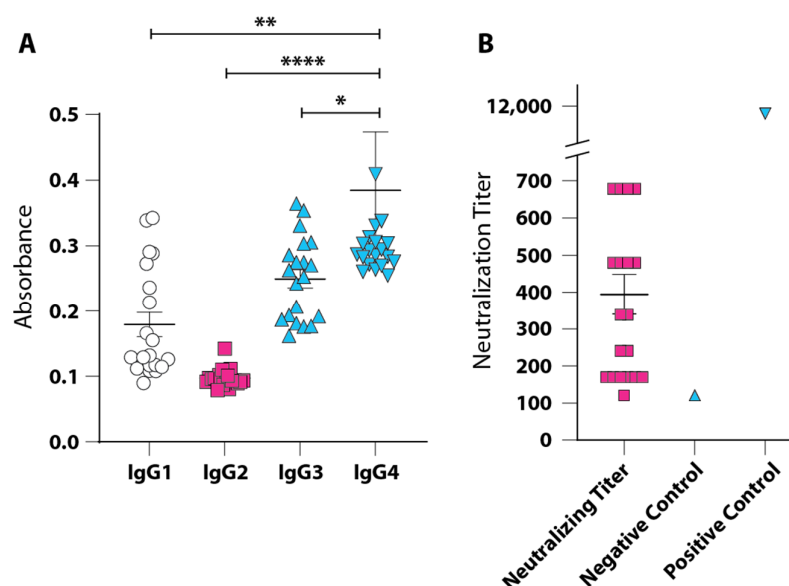 A
B
**
****
*
Absorbance
0.5
0.4
0.3
0.2
0.1
0.0
IgG1 IgG2 IgG3 IgG4
Neutralization Titer
12,000
700
600
500
400
300
200
100
0
Neutralizing Titer
Negative Control
Positive Control